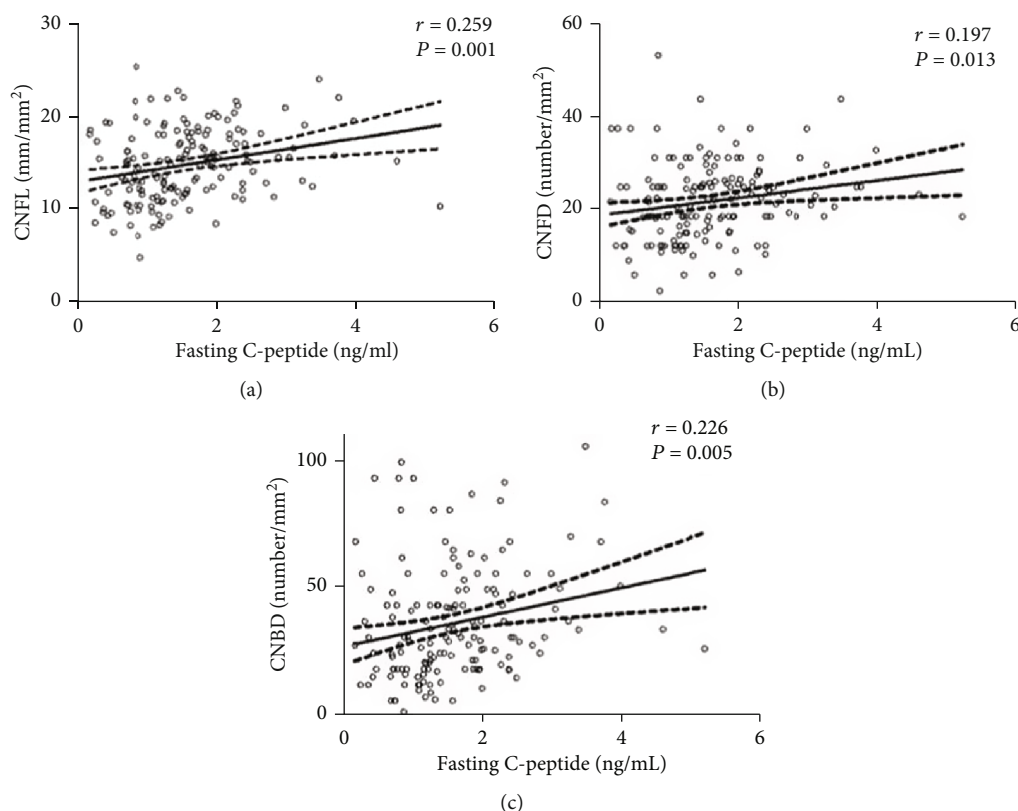 r = 0.259
P = 0.001
30
20
10
0
CNFL (mm/mm²)
0 2 4 6
Fasting C-peptide (ng/ml)
(a)
r = 0.197
P = 0.013
60
40
20
0
CNFD (number/mm²)
0 2 4 6
Fasting C-peptide (ng/mL)
(b)
r = 0.226
P = 0.005
100
50
0
CNBD (number/mm²)
0 2 4 6
Fasting C-peptide (ng/mL)
(c)